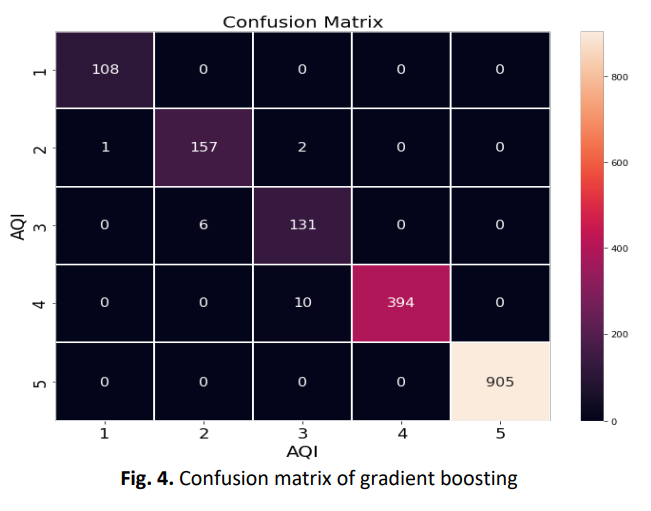 Confusion Matrix
1 108 0 0 0 0
2 1 157 2 0 0
3 0 6 131 0 0
4 0 0 10 394 0
5 0 0 0 0 905
AQI
1 2 3 4 5
AQI
800
600
400
200
0
Fig. 4. Confusion matrix of gradient boosting